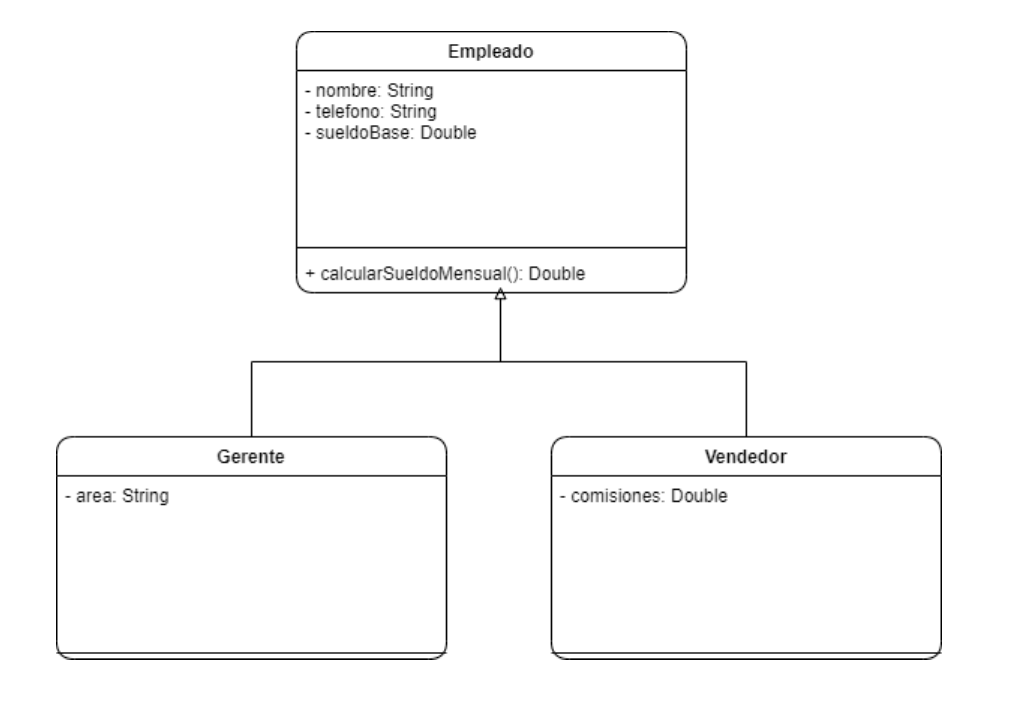 Empleado
- nombre: String
- telefono: String
- sueldoBase: Double
+ calcularSueldoMensual(): Double
Gerente
- area: String
Vendedor
- comisiones: Double